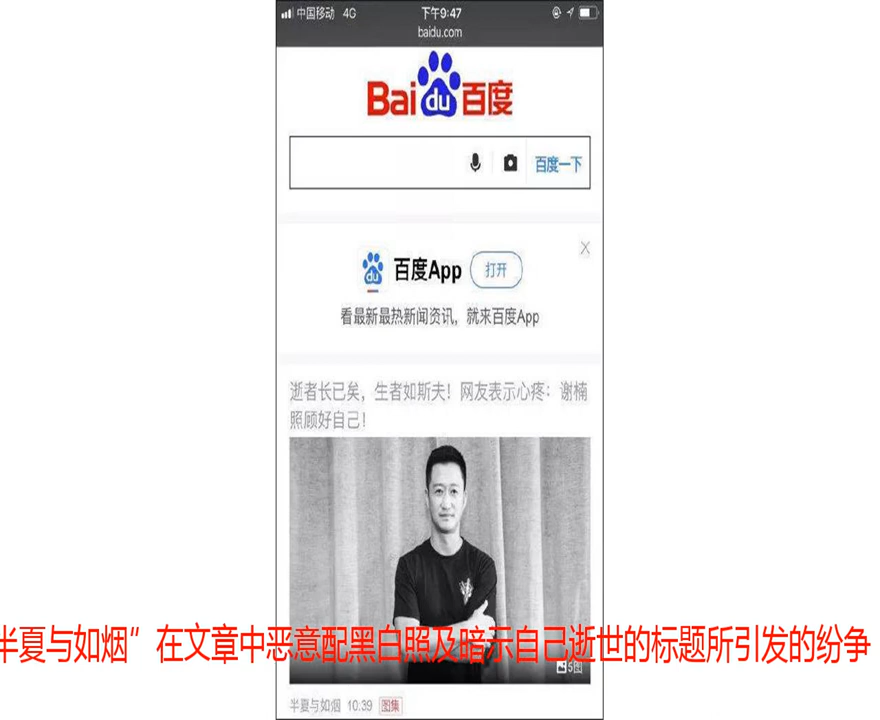 中国移动 4G 下午9:47
baidu.com
Bai du 百度
百度一下
du 百度App 打开
看最新最热新闻资讯，就来百度App
逝者长已矣，生者如斯夫！网友表示心疼：谢楠
照顾好自己！
半夏与如烟”在文章中恶意配黑白照及暗示自己逝世的标题所引发的纷争
5图
半夏与如烟 10:39 图集